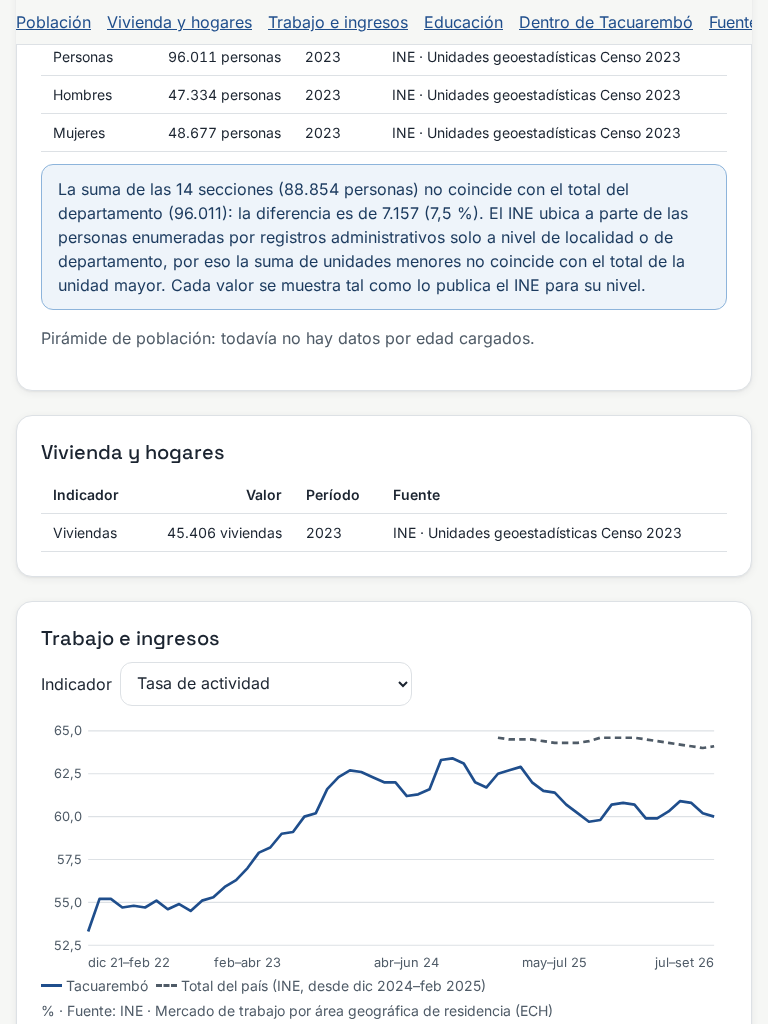 Población Vivienda y hogares Trabajo e ingresos Educación Dentro de Tacuarembó Fuente
Personas 96.011 personas 2023 INE · Unidades geoestadísticas Censo 2023
Hombres 47.334 personas 2023 INE · Unidades geoestadísticas Censo 2023
Mujeres 48.677 personas 2023 INE · Unidades geoestadísticas Censo 2023
La suma de las 14 secciones (88.854 personas) no coincide con el total del
departamento (96.011): la diferencia es de 7.157 (7,5 %). El INE ubica a parte de las
personas enumeradas por registros administrativos solo a nivel de localidad o de
departamento, por eso la suma de unidades menores no coincide con el total de la
unidad mayor. Cada valor se muestra tal como lo publica el INE para su nivel.
Pirámide de población: todavía no hay datos por edad cargados.
Vivienda y hogares
Indicador Valor Período Fuente
Viviendas 45.406 viviendas 2023 INE · Unidades geoestadísticas Censo 2023
Trabajo e ingresos
Indicador Tasa de actividad
65,0
62,5
60,0
57,5
55,0
52,5
dic 21–feb 22 feb–abr 23 abr–jun 24 may–jul 25 jul–set 26
Tacuarembó Total del país (INE, desde dic 2024–feb 2025)
% · Fuente: INE · Mercado de trabajo por área geográfica de residencia (ECH)